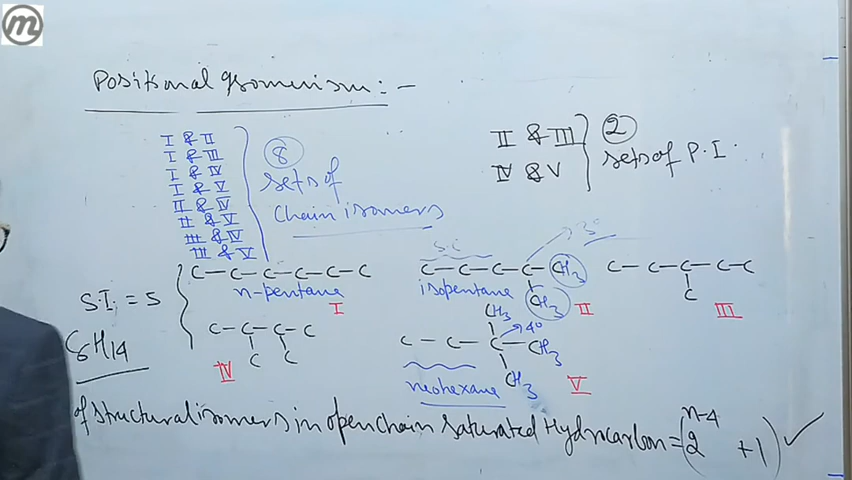 m
Positional Isomerism:-
I & II
I & III
I & IV
I & V
II & IV
II & V
III & IV
III & V
8
sets of
Chain isomers
II & III
IV & V
2
sets of P.I.
S.I. = 5
C6H14
C-C-C-C-C-C
n-pentane
I
5C
C-C-C-C-CH3
CH3
3°
isopentane
II
C-C-C-C-C
C
III
C-C-C-C
C C
IV
CH3
C-C-C-CH3
CH3
4°
neohexane
V
of structural isomers in open chain saturated Hydrocarbon = (2^n-4 + 1) ✓